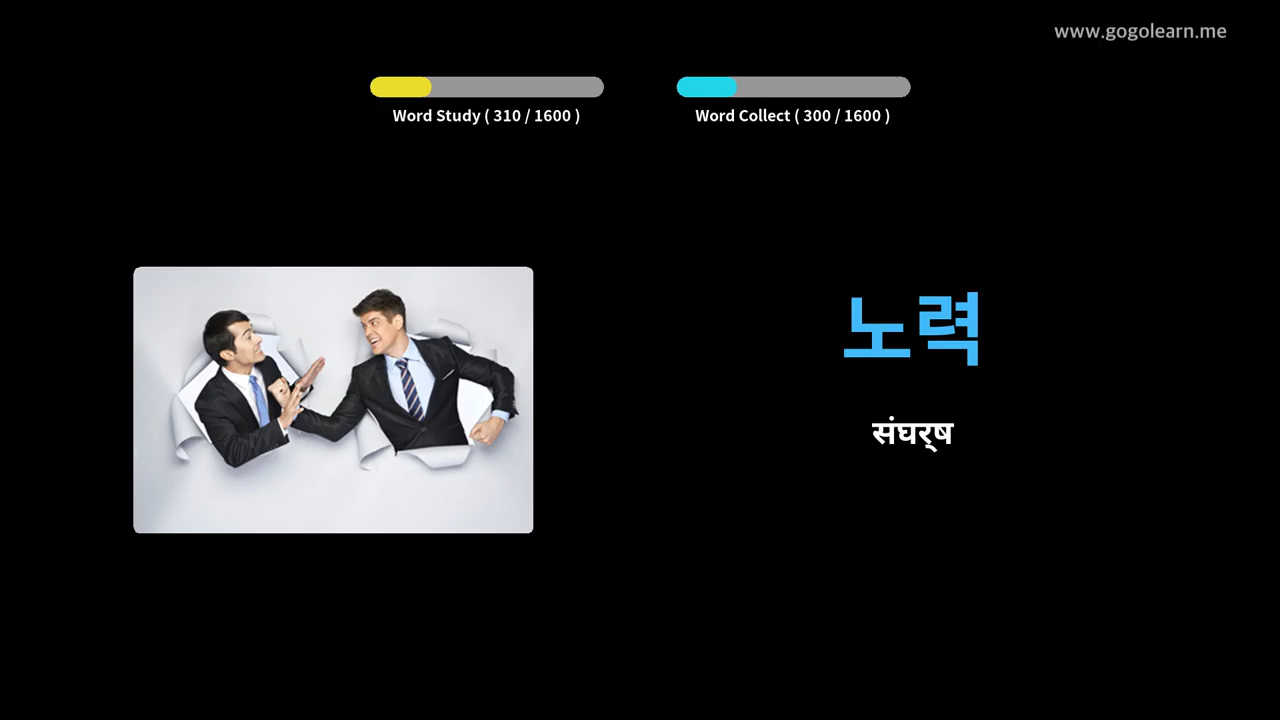 www.gogolearn.me
Word Study ( 310 / 1600 )
Word Collect ( 300 / 1600 )
노력
संघर्ष